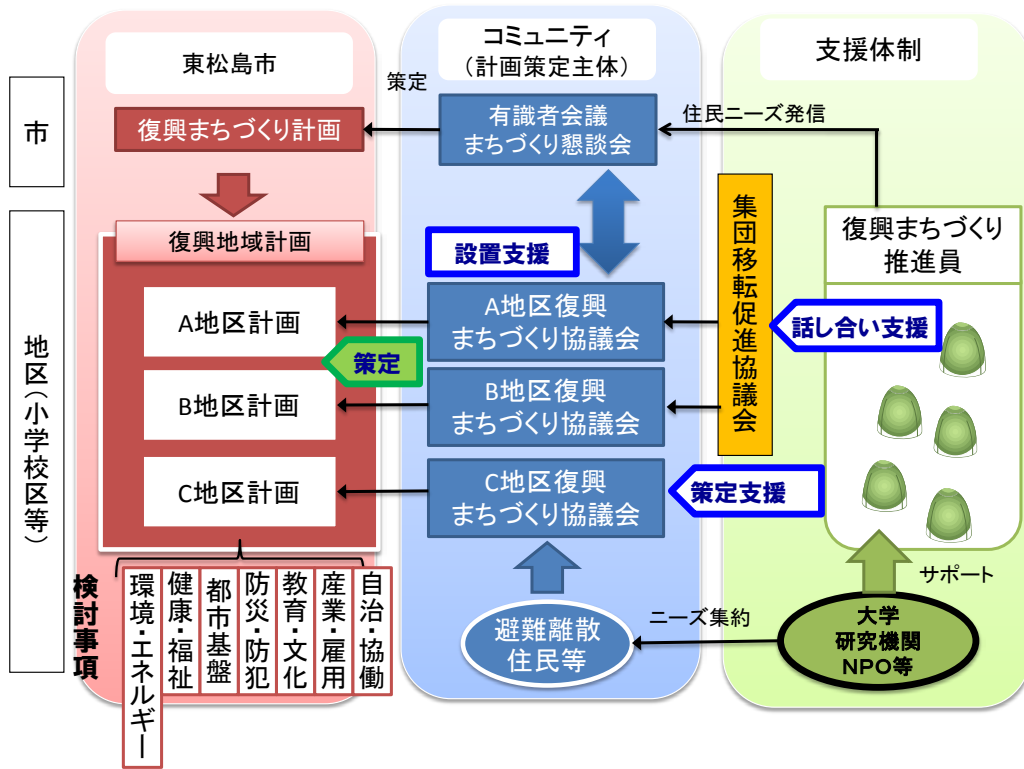 東松島市
コミュニティ
（計画策定主体）
支援体制
市
復興まちづくり計画
策定
有識者会議
まちづくり懇談会
住民ニーズ発信
地区（小学校区等）
復興地域計画
設置支援
集団移転促進協議会
復興まちづくり
推進員
A地区計画
A地区復興
まちづくり協議会
話し合い支援
策定
B地区計画
B地区復興
まちづくり協議会
C地区計画
C地区復興
まちづくり協議会
策定支援
検討事項
環境・エネルギー
健康・福祉
都市基盤
防災・防犯
教育・文化
産業・雇用
自治・協働
避難離散
住民等
ニーズ集約
サポート
大学
研究機関
NPO等